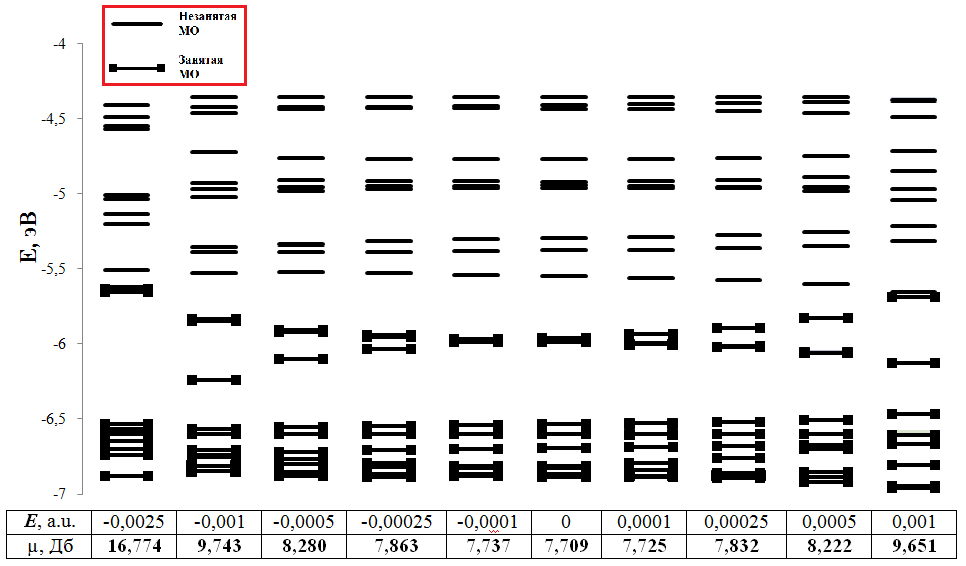 Незанятая
МО
Занятая
МО
-4
-4,5
-5
-5,5
-6
-6,5
-7
E, эВ
E, a.u. -0,0025 -0,001 -0,0005 -0,00025 -0,0001 0 0,0001 0,00025 0,0005 0,001
μ, Дб 16,774 9,743 8,280 7,863 7,737 7,709 7,725 7,832 8,222 9,651